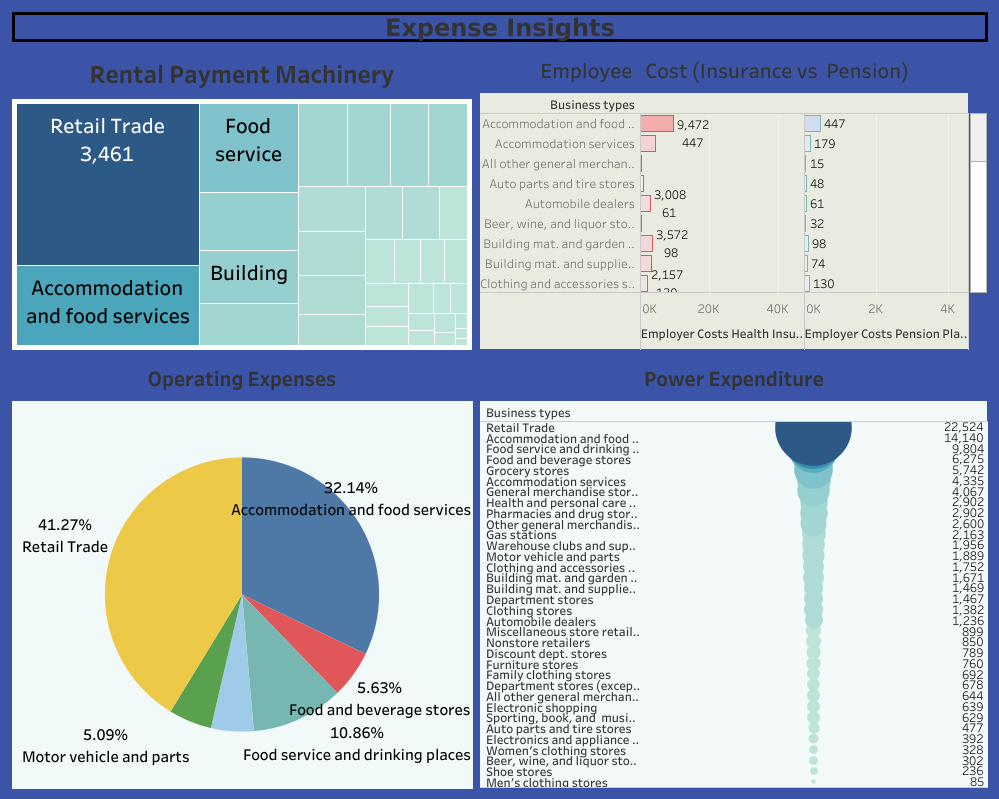 Expense Insights
Rental Payment Machinery
Retail Trade
3,461
Food
service
Accommodation
and food services
Building
Employee Cost (Insurance vs Pension)
Business types
Accommodation and food .. 9,472 447
Accommodation services 447 179
All other general merchan.. 15
Auto parts and tire stores 48
Automobile dealers 3,008 61
61
Beer, wine, and liquor sto.. 32
Building mat. and garden .. 3,572 98
98
Building mat. and supplie.. 74
2,157
Clothing and accessories s.. 130
0K 20K 40K 0K 2K 4K
Employer Costs Health Insu.. Employer Costs Pension Pla..
Operating Expenses
32.14%
Accommodation and food services
41.27%
Retail Trade
5.63%
Food and beverage stores
10.86%
Food service and drinking places
5.09%
Motor vehicle and parts
Power Expenditure
Business types
Retail Trade 22,524
Accommodation and food .. 14,140
Food service and drinking .. 9,804
Food and beverage stores 6,275
Grocery stores 5,742
Accommodation services 4,335
General merchandise stor.. 4,067
Health and personal care .. 2,902
Pharmacies and drug stor.. 2,902
Other general merchandis.. 2,600
Gas stations 2,163
Warehouse clubs and sup.. 1,956
Motor vehicle and parts 1,889
Clothing and accessories .. 1,752
Building mat. and garden .. 1,671
Building mat. and supplie.. 1,469
Department stores 1,467
Clothing stores 1,382
Automobile dealers 1,236
Miscellaneous store retail.. 899
Nonstore retailers 850
Discount dept. stores 789
Furniture stores 760
Family clothing stores 692
Department stores (excep.. 678
All other general merchan.. 644
Electronic shopping 639
Sporting, book, and musi.. 629
Auto parts and tire stores 477
Electronics and appliance .. 392
Women's clothing stores 328
Beer, wine, and liquor sto.. 302
Shoe stores 236
Men's clothing stores 85